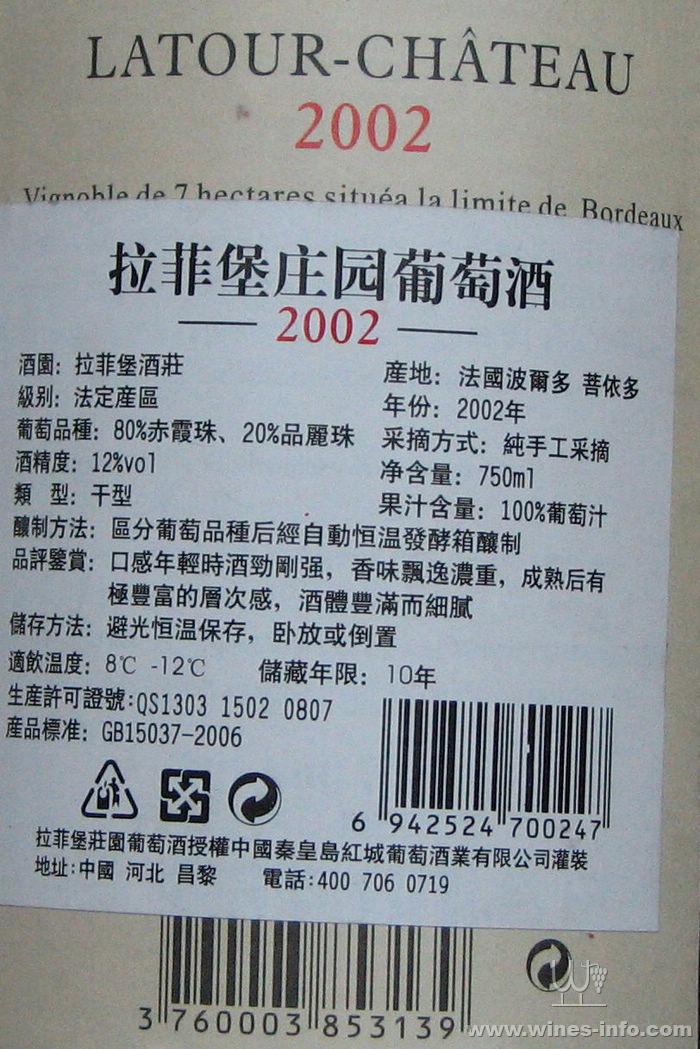 LATOUR-CHÂTEAU
2002
Vignoble de 7 hectares situéa la limite de Bordeaux
拉菲堡庄园葡萄酒
2002
酒園: 拉菲堡酒莊
産地: 法國波爾多 菩依多
級别: 法定産區
年份: 2002年
葡萄品種: 80%赤霞珠、20%品麗珠
采摘方式: 純手工采摘
酒精度: 12%vol
净含量: 750ml
類 型: 干型
果汁含量: 100%葡萄汁
釀制方法: 區分葡萄品種后經自動恒温發酵箱釀制
品評鑒賞: 口感年輕時酒勁剛强，香味飄逸濃重，成熟后有
極豐富的層次感，酒體豐滿而細膩
儲存方法: 避光恒温保存，卧放或倒置
適飲温度: 8℃ -12℃ 儲藏年限: 10年
生産許可證號:QS1303 1502 0807
産品標准: GB15037-2006
6 942524 700247
拉菲堡莊園葡萄酒授權中國秦皇島紅城葡萄酒業有限公司灌裝
地址:中國 河北 昌黎 電話:400 706 0719
3 760003 853139
www.wines-info.com